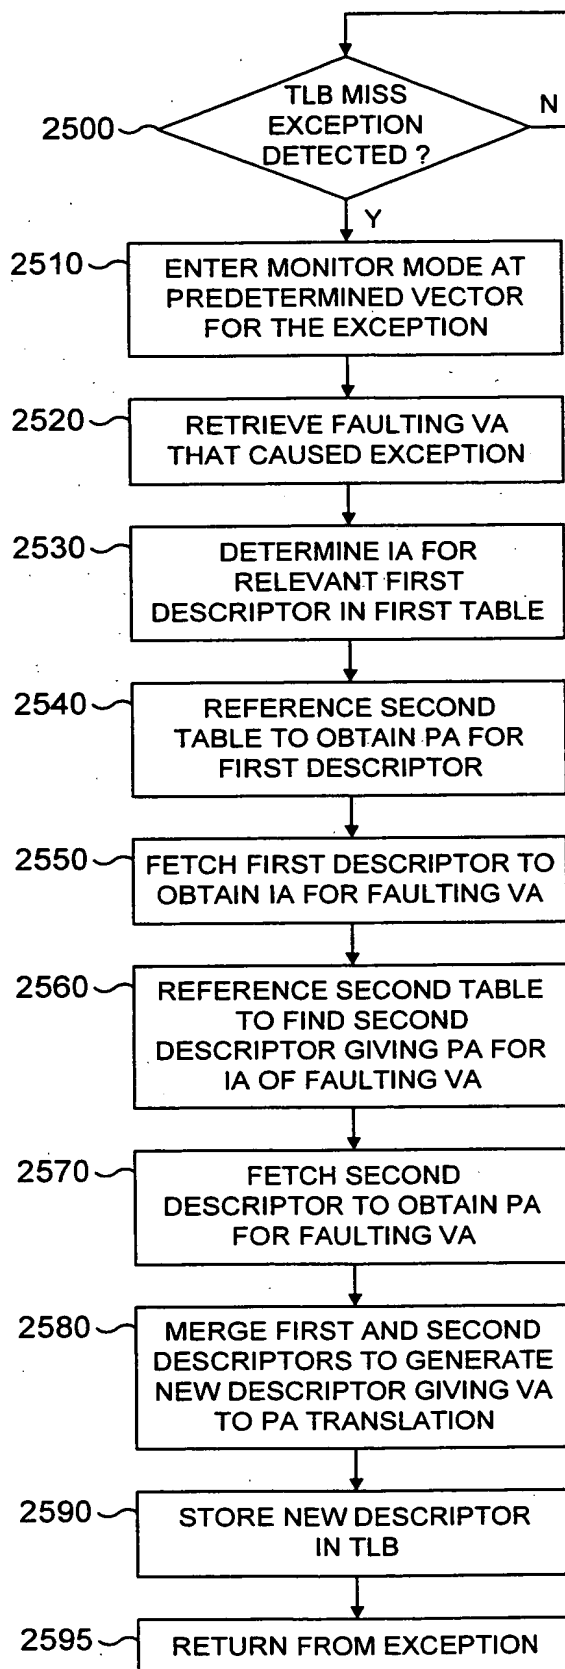 2500
TLB MISS
EXCEPTION
DETECTED ?
N
Y
2510
ENTER MONITOR MODE AT
PREDETERMINED VECTOR
FOR THE EXCEPTION
2520
RETRIEVE FAULTING VA
THAT CAUSED EXCEPTION
2530
DETERMINE IA FOR
RELEVANT FIRST
DESCRIPTOR IN FIRST TABLE
2540
REFERENCE SECOND
TABLE TO OBTAIN PA FOR
FIRST DESCRIPTOR
2550
FETCH FIRST DESCRIPTOR TO
OBTAIN IA FOR FAULTING VA
2560
REFERENCE SECOND TABLE
TO FIND SECOND
DESCRIPTOR GIVING PA FOR
IA OF FAULTING VA
2570
FETCH SECOND
DESCRIPTOR TO OBTAIN PA
FOR FAULTING VA
2580
MERGE FIRST AND SECOND
DESCRIPTORS TO GENERATE
NEW DESCRIPTOR GIVING VA
TO PA TRANSLATION
2590
STORE NEW DESCRIPTOR
IN TLB
2595
RETURN FROM EXCEPTION